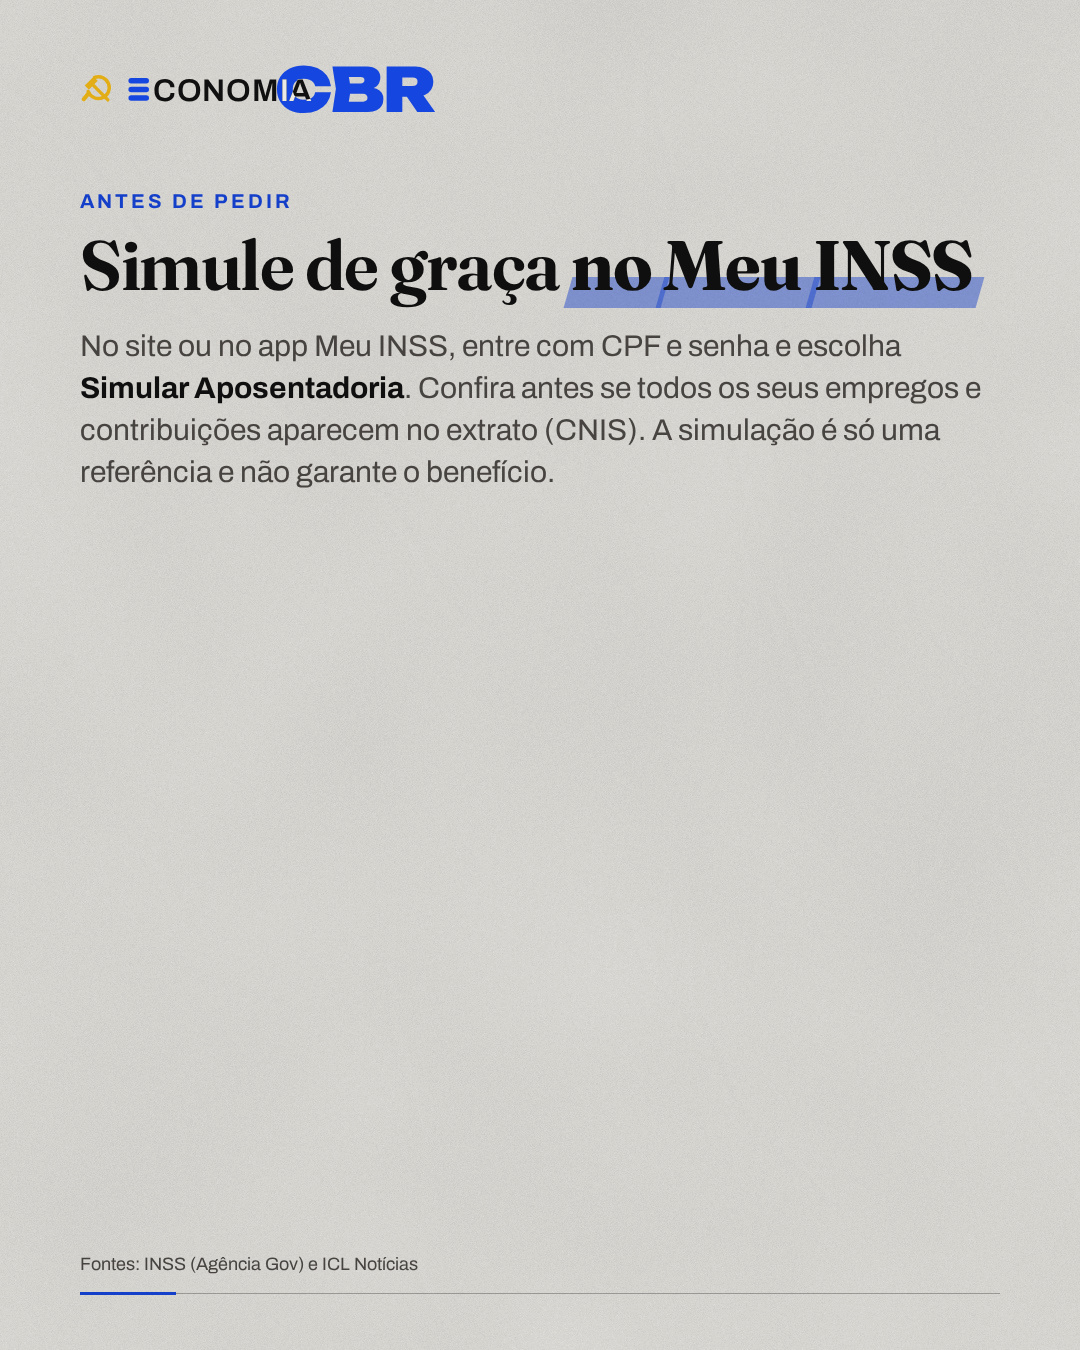 ECONOMIA CBR
ANTES DE PEDIR
Simule de graça no Meu INSS
No site ou no app Meu INSS, entre com CPF e senha e escolha
Simular Aposentadoria. Confira antes se todos os seus empregos e
contribuições aparecem no extrato (CNIS). A simulação é só uma
referência e não garante o benefício.
Fontes: INSS (Agência Gov) e ICL Notícias